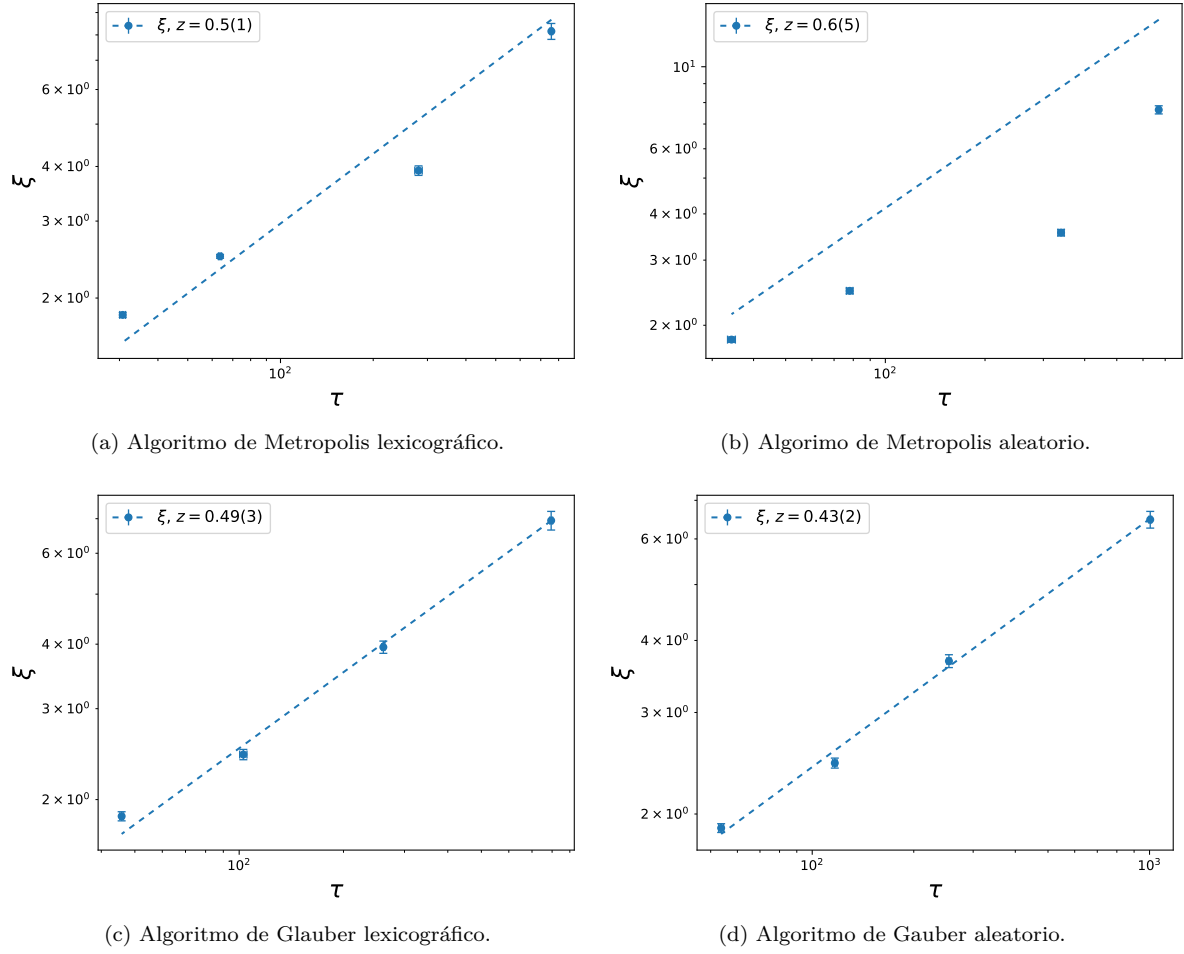 ξ, z = 0.5(1)
6 × 10⁰
4 × 10⁰
3 × 10⁰
2 × 10⁰
ξ
10²
τ
(a) Algoritmo de Metropolis lexicográfico.
ξ, z = 0.6(5)
10¹
6 × 10⁰
4 × 10⁰
3 × 10⁰
2 × 10⁰
ξ
10²
τ
(b) Algorimo de Metropolis aleatorio.
ξ, z = 0.49(3)
6 × 10⁰
4 × 10⁰
3 × 10⁰
2 × 10⁰
ξ
10²
τ
(c) Algoritmo de Glauber lexicográfico.
ξ, z = 0.43(2)
6 × 10⁰
4 × 10⁰
3 × 10⁰
2 × 10⁰
ξ
10²
10³
τ
(d) Algoritmo de Gauber aleatorio.